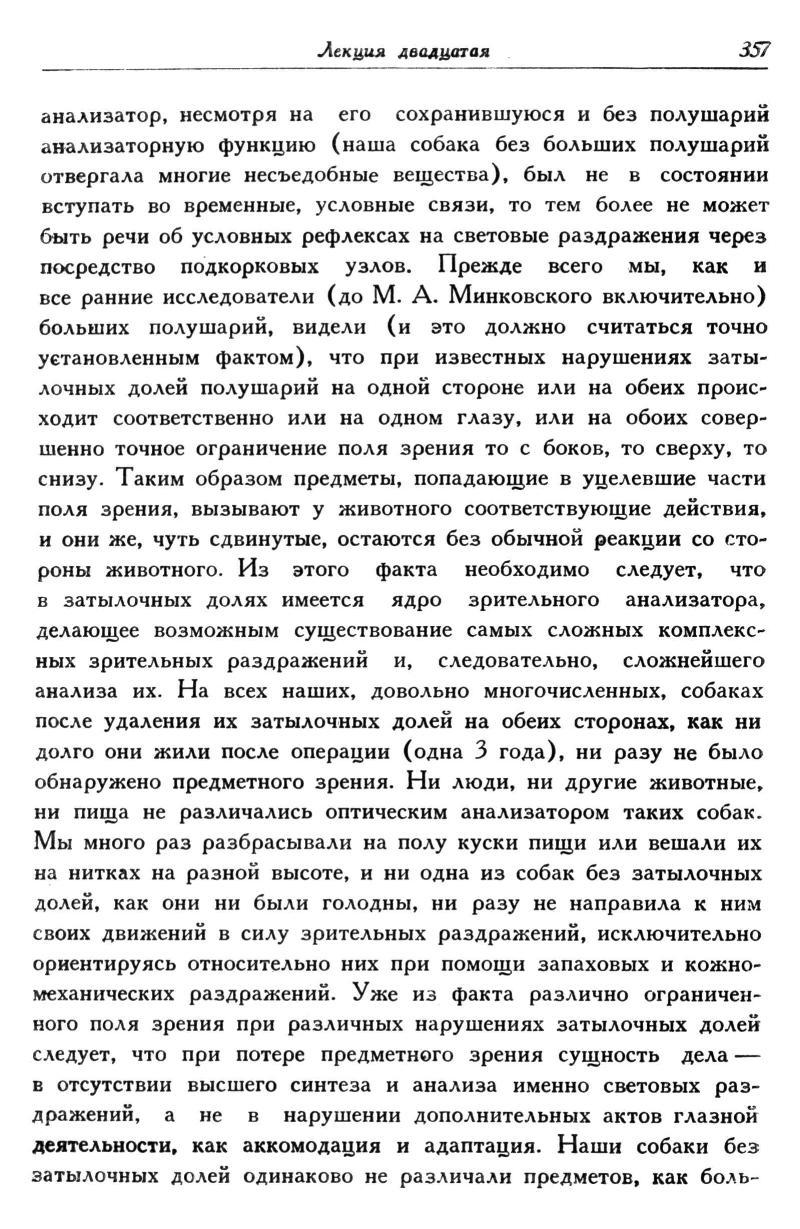 Лекция двадцатая 357
анализатор, несмотря на его сохранившуюся и без полушарий
анализаторную функцию (наша собака без больших полушарий
отвергала многие несъедобные вещества), был не в состоянии
вступать во временные, условные связи, то тем более не может
быть речи об условных рефлексах на световые раздражения через
посредство подкорковых узлов. Прежде всего мы, как и
все ранние исследователи (до М. А. Минковского включительно)
больших полушарий, видели (и это должно считаться точно
установленным фактом), что при известных нарушениях заты-
лочных долей полушарий на одной стороне или на обеих проис-
ходит соответственно или на одном глазу, или на обоих совер-
шенно точное ограничение поля зрения то с боков, то сверху, то
снизу. Таким образом предметы, попадающие в уцелевшие части
поля зрения, вызывают у животного соответствующие действия,
и они же, чуть сдвинутые, остаются без обычной реакции со сто-
роны животного. Из этого факта необходимо следует, что
в затылочных долях имеется ядро зрительного анализатора,
делающее возможным существование самых сложных комплекс-
ных зрительных раздражений и, следовательно, сложнейшего
анализа их. На всех наших, довольно многочисленных, собаках
после удаления их затылочных долей на обеих сторонах, как ни
долго они жили после операции (одна 3 года), ни разу не было
обнаружено предметного зрения. Ни люди, ни другие животные,
ни пища не различались оптическим анализатором таких собак.
Мы много раз разбрасывали на полу куски пищи или вешали их
на нитках на разной высоте, и ни одна из собак без затылочных
долей, как они ни были голодны, ни разу не направила к ним
своих движений в силу зрительных раздражений, исключительно
ориентируясь относительно них при помощи запаховых и кожно-
механических раздражений. Уже из факта различно ограничен-
ного поля зрения при различных нарушениях затылочных долей
следует, что при потере предметного зрения сущность дела —
в отсутствии высшего синтеза и анализа именно световых раз-
дражений, а не в нарушении дополнительных актов глазной
деятельности, как аккомодация и адаптация. Наши собаки без
затылочных долей одинаково не различали предметов, как боль-